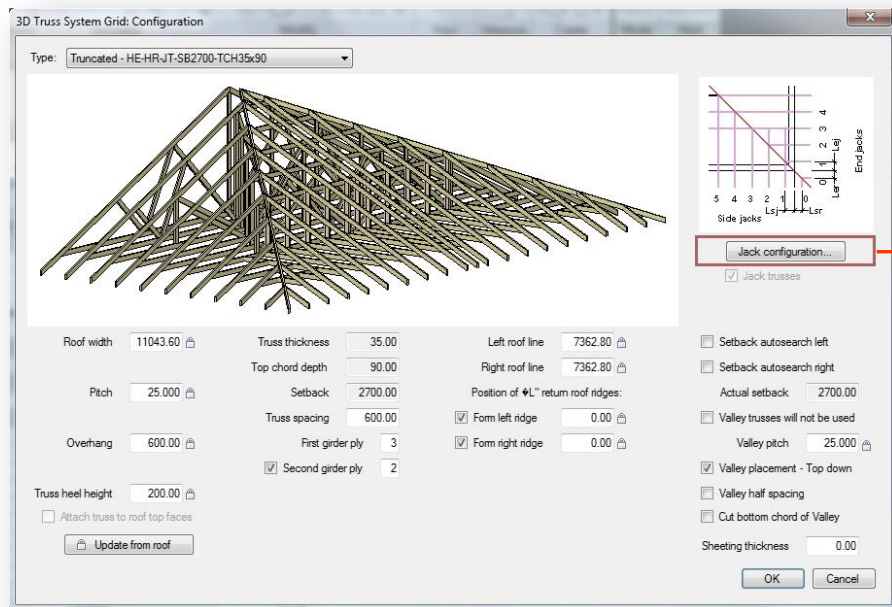 3D Truss System Grid: Configuration
Type: Truncated - HE-HR-JT-SB2700-TCH35x90
4
3
2
1
0
Lej
Ler
End jacks
5 4 3 2 1 0
Lsj Lsr
Side jacks
Jack configuration...
Jack trusses
Roof width 11043.60
Pitch 25.000
Overhang 600.00
Truss heel height 200.00
Attach truss to roof top faces
Update from roof
Truss thickness 35.00
Top chord depth 90.00
Setback 2700.00
Truss spacing 600.00
First girder ply 3
Second girder ply 2
Left roof line 7362.80
Right roof line 7362.80
Position of �L" return roof ridges:
Form left ridge 0.00
Form right ridge 0.00
Setback autosearch left
Setback autosearch right
Actual setback 2700.00
Valley trusses will not be used
Valley pitch 25.000
Valley placement - Top down
Valley half spacing
Cut bottom chord of Valley
Sheeting thickness 0.00
OK Cancel